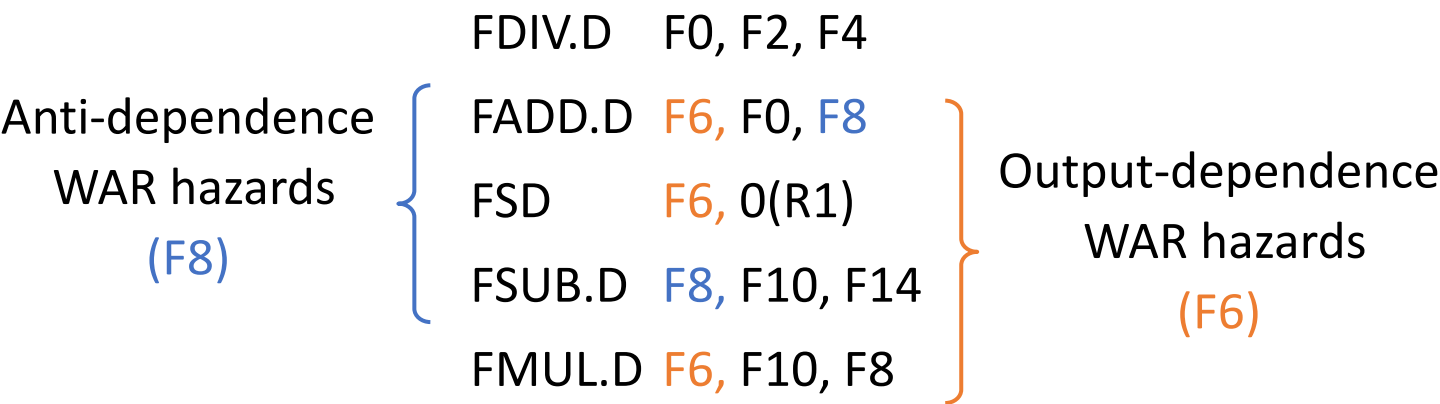 Anti-dependence
WAR hazards
(F8)
FDIV.D F0, F2, F4
FADD.D F6, F0, F8
FSD F6, 0(R1)
FSUB.D F8, F10, F14
FMUL.D F6, F10, F8
Output-dependence
WAR hazards
(F6)